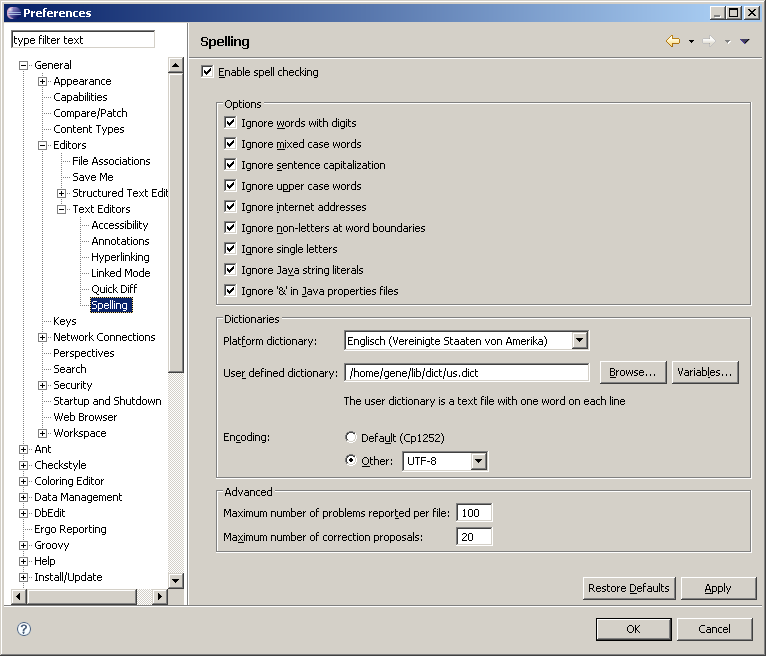 Preferences
type filter text
General
Appearance
Capabilities
Compare/Patch
Content Types
Editors
File Associations
Save Me
Structured Text Edit
Text Editors
Accessibility
Annotations
Hyperlinking
Linked Mode
Quick Diff
Spelling
Keys
Network Connections
Perspectives
Search
Security
Startup and Shutdown
Web Browser
Workspace
Ant
Checkstyle
Coloring Editor
Data Management
DbEdit
Ergo Reporting
Groovy
Help
Install/Update
Spelling
Enable spell checking
Options
Ignore words with digits
Ignore mixed case words
Ignore sentence capitalization
Ignore upper case words
Ignore internet addresses
Ignore non-letters at word boundaries
Ignore single letters
Ignore Java string literals
Ignore '&' in Java properties files
Dictionaries
Platform dictionary: Englisch (Vereinigte Staaten von Amerika)
User defined dictionary: /home/gene/lib/dict/us.dict Browse... Variables...
The user dictionary is a text file with one word on each line
Encoding: Default (Cp1252)
Other: UTF-8
Advanced
Maximum number of problems reported per file: 100
Maximum number of correction proposals: 20
Restore Defaults Apply
? OK Cancel